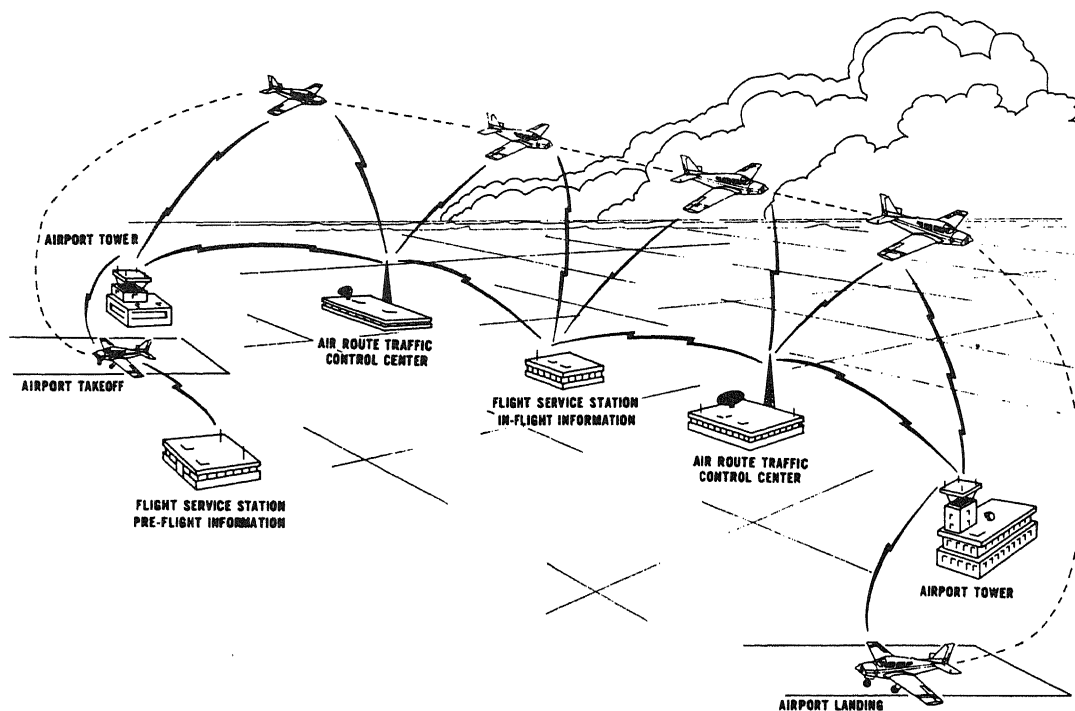 AIRPORT TOWER
AIR ROUTE TRAFFIC
CONTROL CENTER
AIRPORT TAKEOFF
FLIGHT SERVICE STATION
IN-FLIGHT INFORMATION
AIR ROUTE TRAFFIC
CONTROL CENTER
FLIGHT SERVICE STATION
PRE-FLIGHT INFORMATION
AIRPORT TOWER
AIRPORT LANDING